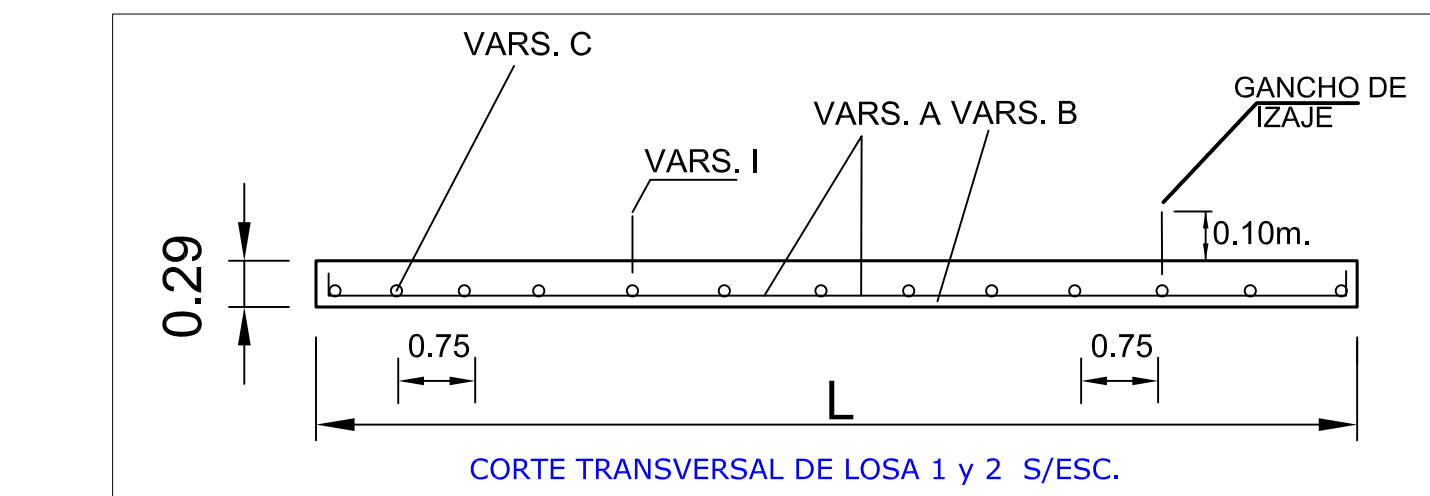 VARS. C
GANCHO DE
IZAJE
VARS. A VARS. B
VARS. I
0.10m.
0.29
0.75
0.75
L
CORTE TRANSVERSAL DE LOSA 1 y 2 S/ESC.